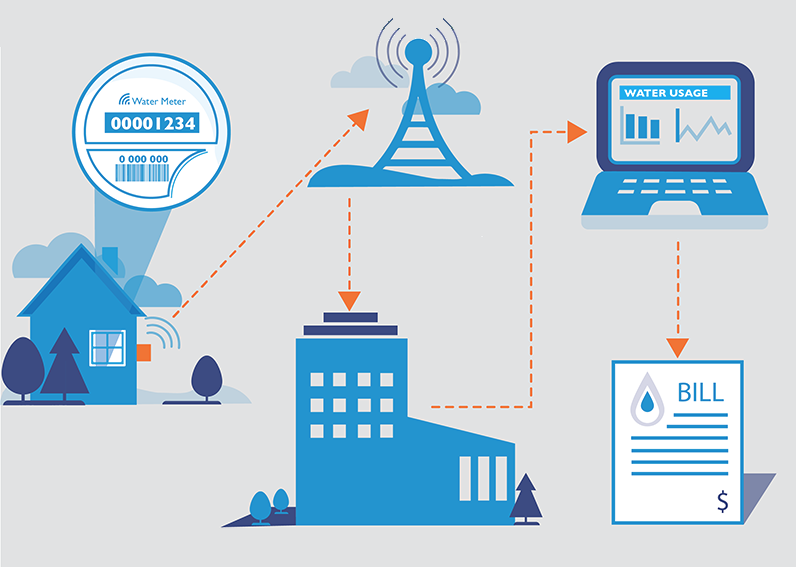 Water Meter
00001234
0 000 000
WATER USAGE
BILL
$